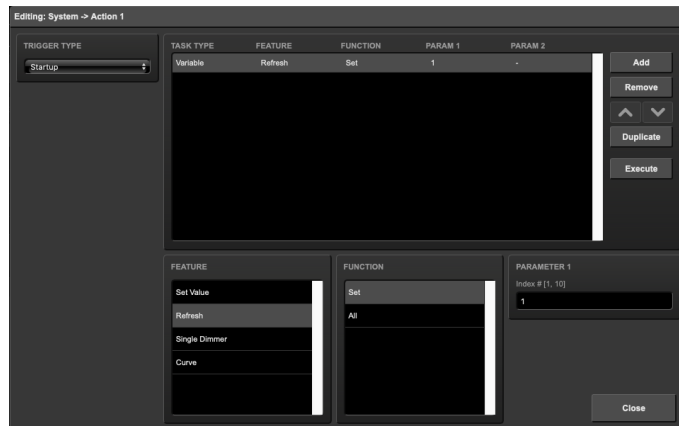 Editing: System -> Action 1
TRIGGER TYPE
Startup
TASK TYPE FEATURE FUNCTION PARAM 1 PARAM 2
Variable Refresh Set 1 -
Add
Remove
Duplicate
Execute
FEATURE
Set Value
Refresh
Single Dimmer
Curve
FUNCTION
Set
All
PARAMETER 1
Index # [1, 10]
1
Close